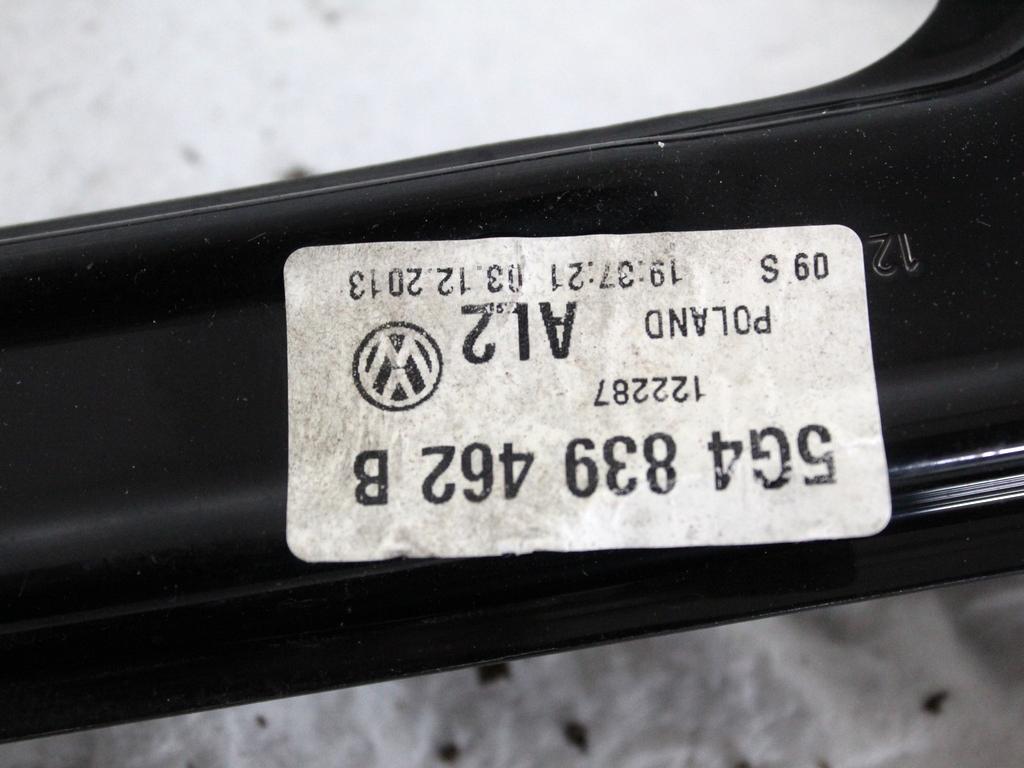 5G4 839 462 B
122287
POLAND AL2
09 S 19:37:21 03.12.2013
12